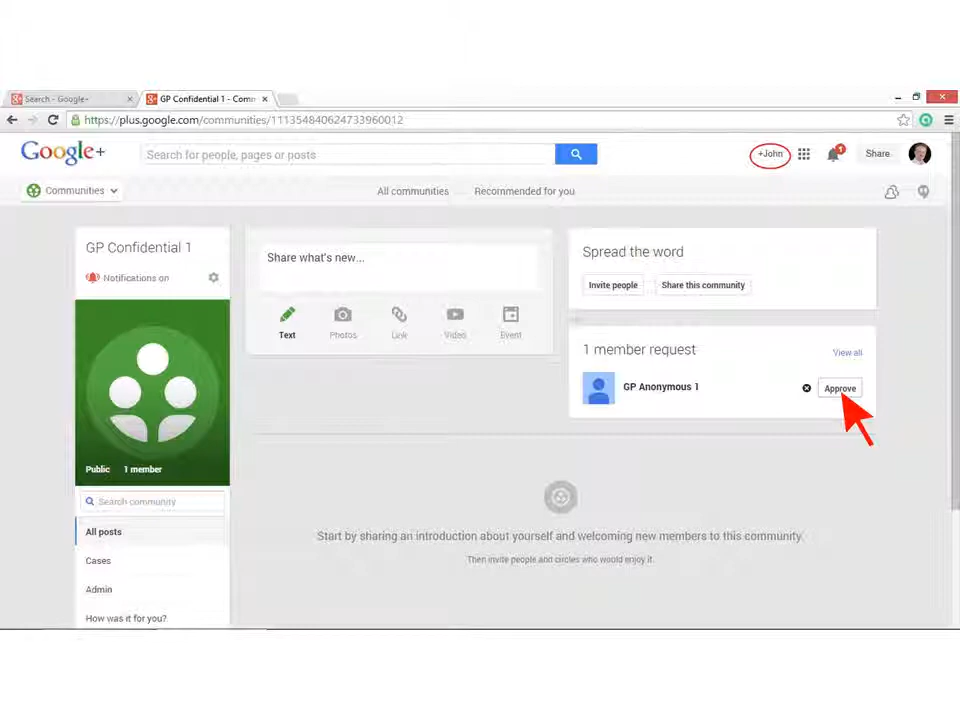 Search - Google+
GP Confidential 1 - Comm
https://plus.google.com/communities/111354840624733960012
Google+
Search for people, pages or posts
+John
1
Share
Communities
All communities
Recommended for you
GP Confidential 1
Notifications on
Public 1 member
Search community
All posts
Cases
Admin
How was it for you?
Share what's new...
Text Photos Link Video Event
Spread the word
Invite people Share this community
1 member request View all
GP Anonymous 1 Approve
Start by sharing an introduction about yourself and welcoming new members to this community.
Then invite people and circles who would enjoy it.